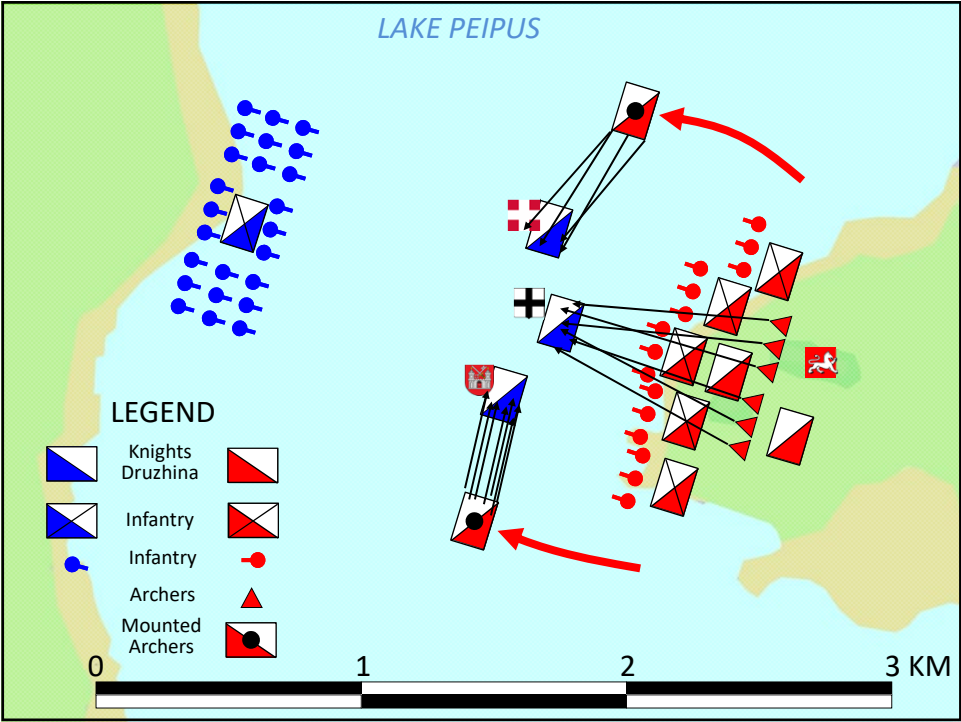 LAKE PEIPUS
LEGEND
Knights
Druzhina
Infantry
Infantry
Archers
Mounted
Archers
0 1 2 3 KM